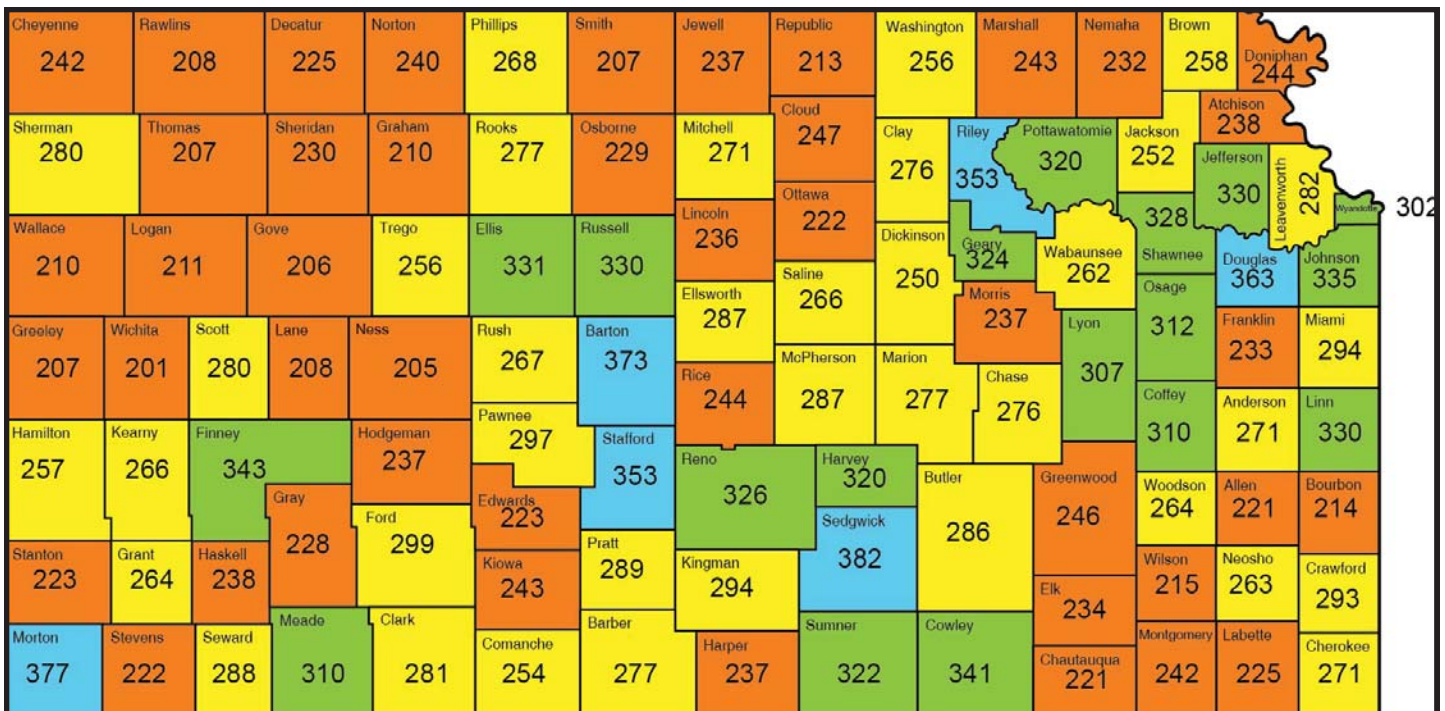 Cheyenne
242
Rawlins
208
Decatur
225
Norton
240
Phillips
268
Smith
207
Jewell
237
Republic
213
Washington
256
Marshall
243
Nemaha
232
Brown
258
Doniphan
244
Sherman
280
Thomas
207
Sheridan
230
Graham
210
Rooks
277
Osborne
229
Mitchell
271
Cloud
247
Clay
276
Riley
353
Pottawatomie
320
Jackson
252
Atchison
238
Jefferson
330
Leavenworth
282
Wyandotte
302
Wallace
210
Logan
211
Gove
206
Trego
256
Ellis
331
Russell
330
Lincoln
236
Ottawa
222
Saline
266
Dickinson
250
Geary
324
Wabaunsee
262
328
Shawnee
Douglas
363
Johnson
335
Ellsworth
287
Morris
237
Osage
312
Greeley
207
Wichita
201
Scott
280
Lane
208
Ness
205
Rush
267
Barton
373
Rice
244
McPherson
287
Marion
277
Chase
276
Lyon
307
Franklin
233
Miami
294
Hamilton
257
Kearny
266
Finney
343
Hodgeman
237
Pawnee
297
Stafford
353
Reno
326
Harvey
320
Butler
286
Greenwood
246
Coffey
310
Anderson
271
Linn
330
Gray
228
Ford
299
Edwards
223
Sedgwick
382
Woodson
264
Allen
221
Bourbon
214
Stanton
223
Grant
264
Haskell
238
Kiowa
243
Pratt
289
Kingman
294
Elk
234
Wilson
215
Neosho
263
Crawford
293
Morton
377
Stevens
222
Seward
288
Meade
310
Clark
281
Comanche
254
Barber
277
Harper
237
Sumner
322
Cowley
341
Chautauqua
221
Montgomery
242
Labette
225
Cherokee
271